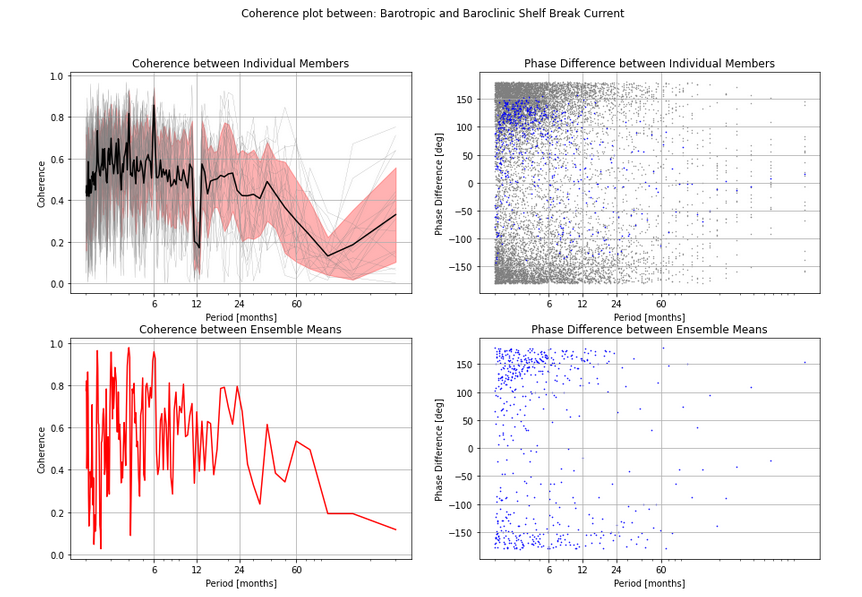 Coherence plot between: Barotropic and Baroclinic Shelf Break Current
Coherence between Individual Members
1.0
0.8
0.6
0.4
0.2
0.0
Coherence
6 12 24 60
Period [months]
Phase Difference between Individual Members
150
100
50
0
−50
−100
−150
Phase Difference [deg]
6 12 24 60
Period [months]
Coherence between Ensemble Means
1.0
0.8
0.6
0.4
0.2
0.0
Coherence
6 12 24 60
Period [months]
Phase Difference between Ensemble Means
150
100
50
0
−50
−100
−150
Phase Difference [deg]
6 12 24 60
Period [months]